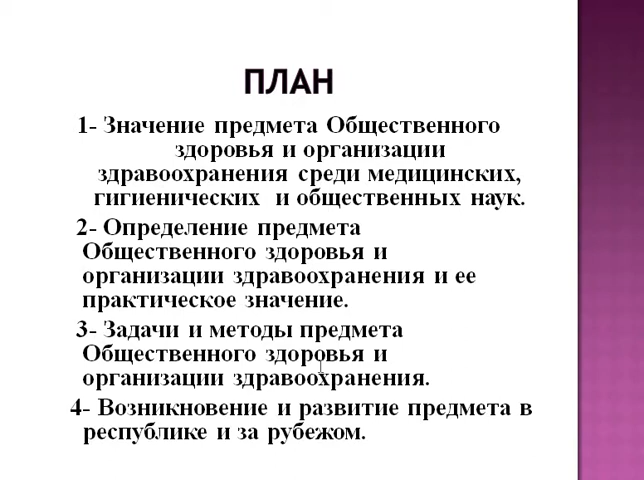 ПЛАН
1- Значение предмета Общественного
здоровья и организации
здравоохранения среди медицинских,
гигиенических и общественных наук.
2- Определение предмета
Общественного здоровья и
организации здравоохранения и ее
практическое значение.
3- Задачи и методы предмета
Общественного здоровья и
организации здравоохранения.
4- Возникновение и развитие предмета в
республике и за рубежом.